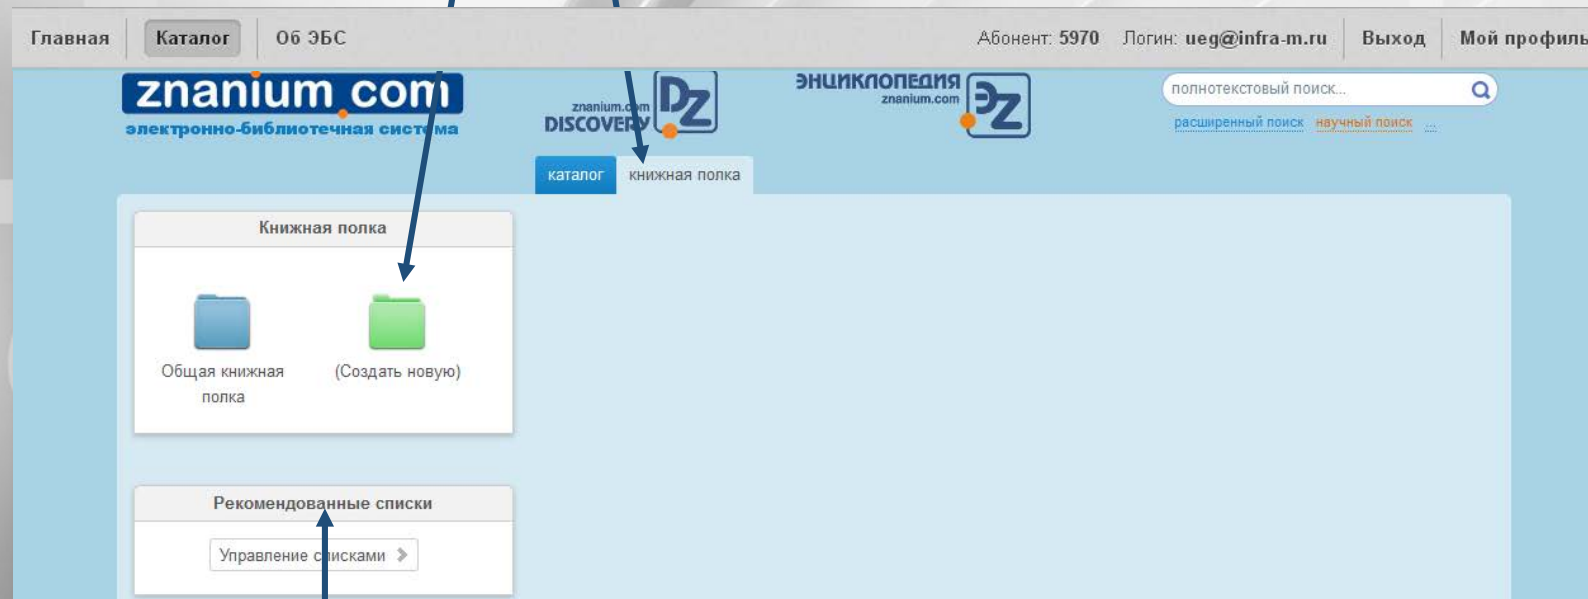 Главная Каталог Об ЭБС Абонент: 5970 Логин: ueg@infra-m.ru Выход Мой профиль
znanium.com
электронно-библиотечная система
znanium.com
DISCOVERY
DZ
ЭНЦИКЛОПЕДИЯ
znanium.com
ЭZ
полнотекстовый поиск...
расширенный поиск научный поиск ...
каталог книжная полка
Книжная полка
Общая книжная
полка
(Создать новую)
Рекомендованные списки
Управление списками